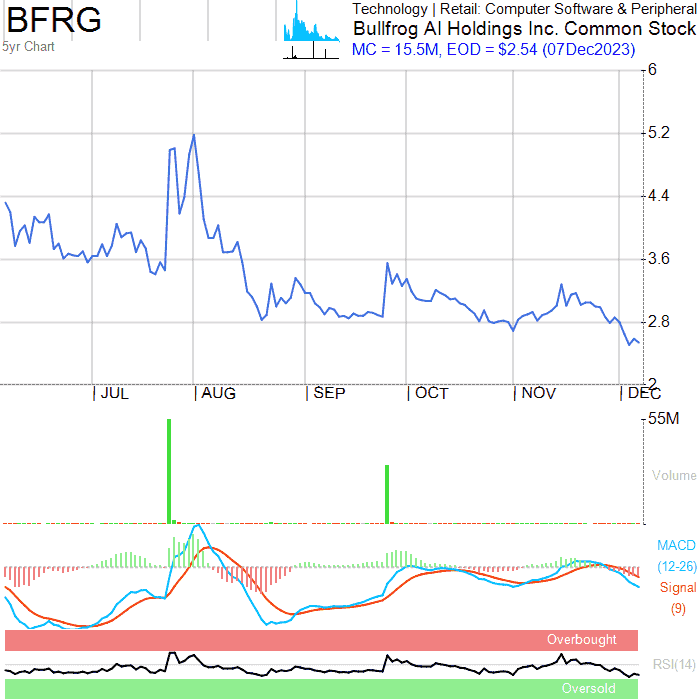 BFRG
5yr Chart
Technology | Retail: Computer Software & Peripheral
Bullfrog AI Holdings Inc. Common Stock
MC = 15.5M, EOD = $2.54 (07Dec2023)
6
5.2
4.4
3.6
2.8
2
JUL AUG SEP OCT NOV DEC
55M
Volume
MACD
(12-26)
Signal
(9)
Overbought
RSI(14)
Oversold